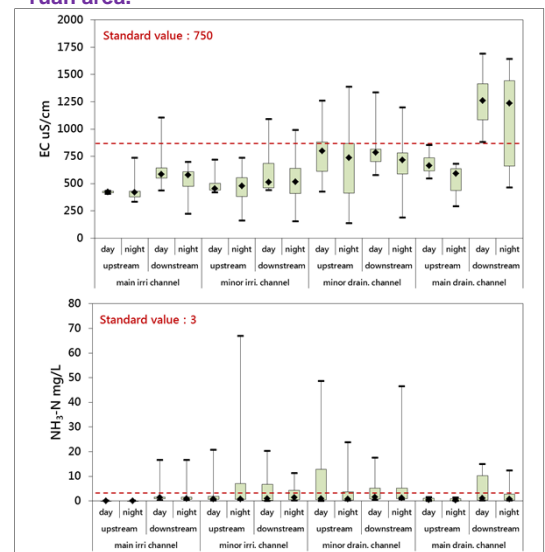 Yuan area.
Standard value : 750
EC uS/cm
2000
1750
1500
1250
1000
750
500
250
0
day night day night day night day night day night day night day night day night
upstream downstream upstream downstream upstream downstream upstream downstream
main irri channel minor irri. channel minor drain. channel main drain. channel
Standard value : 3
NH3-N mg/L
80
70
60
50
40
30
20
10
0
day night day night day night day night day night day night day night day night
upstream downstream upstream downstream upstream downstream upstream downstream
main irri channel minor irri. channel minor drain. channel main drain. channel